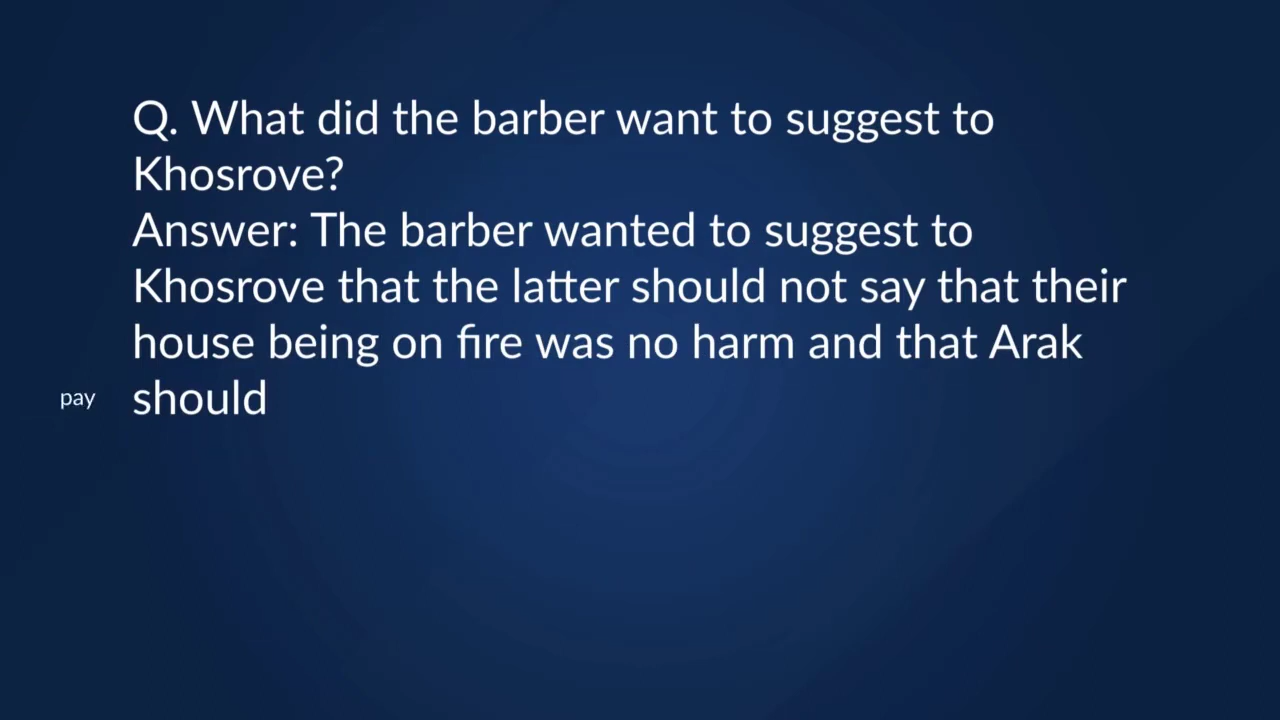 Q. What did the barber want to suggest to
Khosrove?
Answer: The barber wanted to suggest to
Khosrove that the latter should not say that their
house being on fire was no harm and that Arak
should
pay